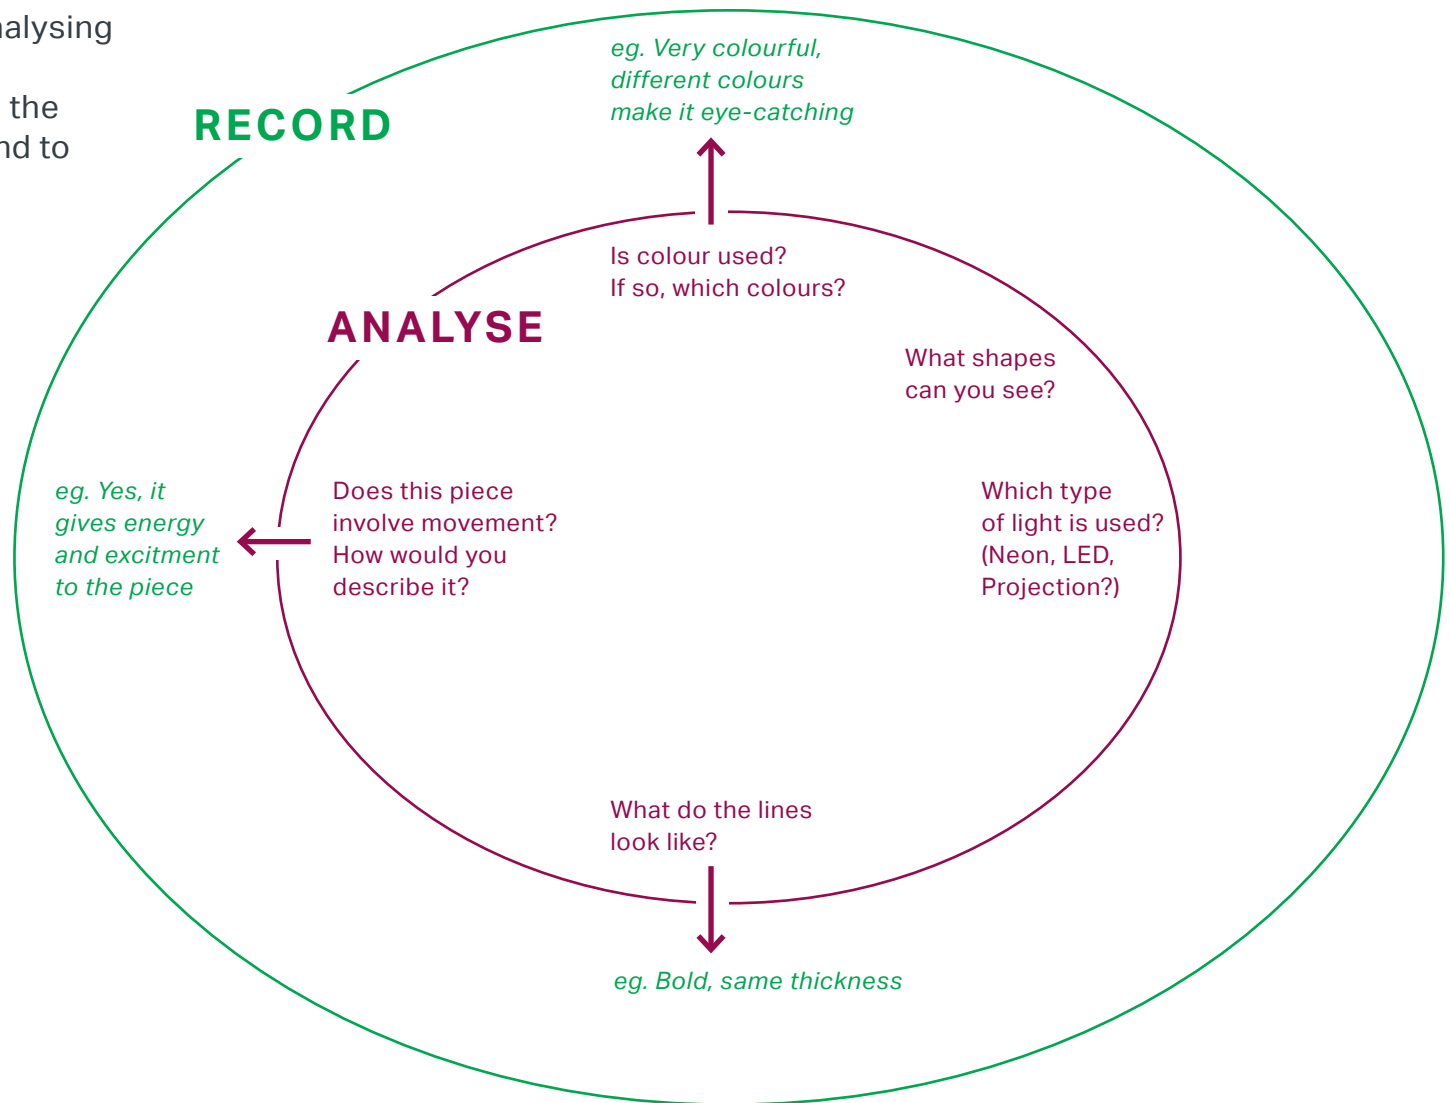 nalysing
the
nd to
RECORD
eg. Very colourful,
different colours
make it eye-catching
ANALYSE
Is colour used?
If so, which colours?
What shapes
can you see?
eg. Yes, it
gives energy
and excitment
to the piece
Does this piece
involve movement?
How would you
describe it?
Which type
of light is used?
(Neon, LED,
Projection?)
What do the lines
look like?
eg. Bold, same thickness